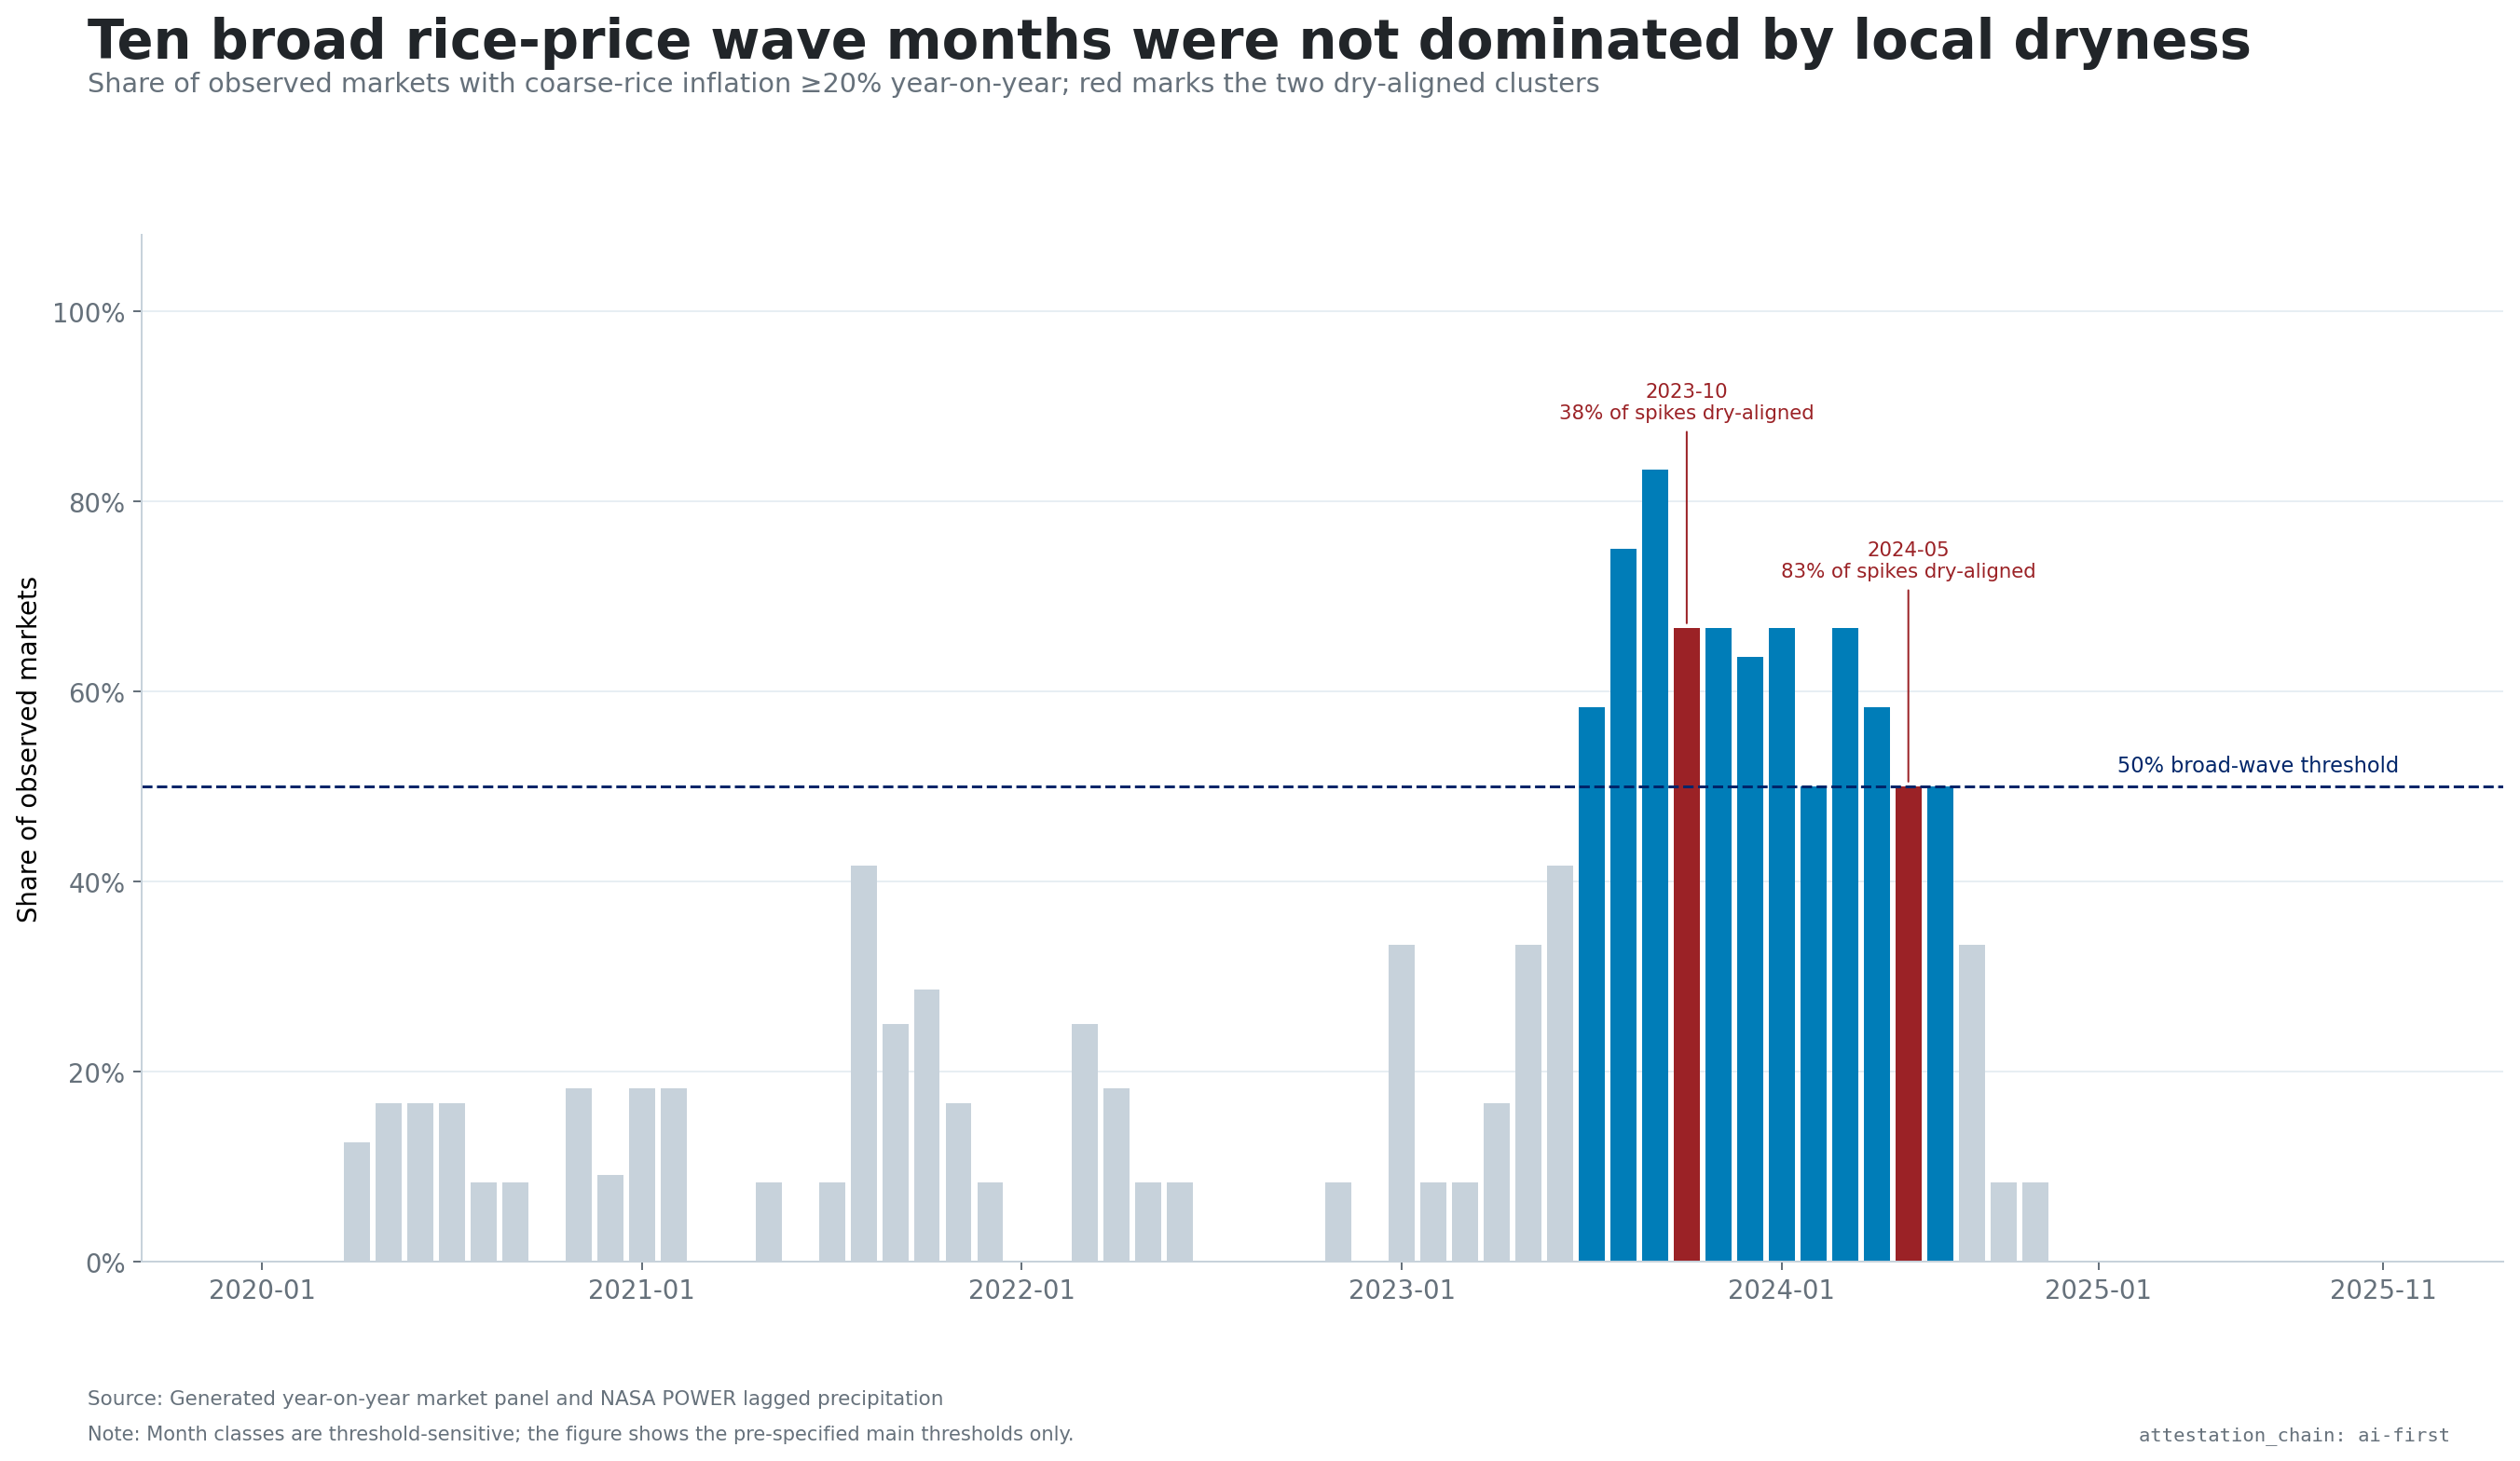 Ten broad rice-price wave months were not dominated by local dryness
Share of observed markets with coarse-rice inflation ≥20% year-on-year; red marks the two dry-aligned clusters
Share of observed markets
100%
80%
60%
40%
20%
0%
2023-10
38% of spikes dry-aligned
2024-05
83% of spikes dry-aligned
50% broad-wave threshold
2020-01
2021-01
2022-01
2023-01
2024-01
2025-01
2025-11
Source: Generated year-on-year market panel and NASA POWER lagged precipitation
Note: Month classes are threshold-sensitive; the figure shows the pre-specified main thresholds only.
attestation_chain: ai-first